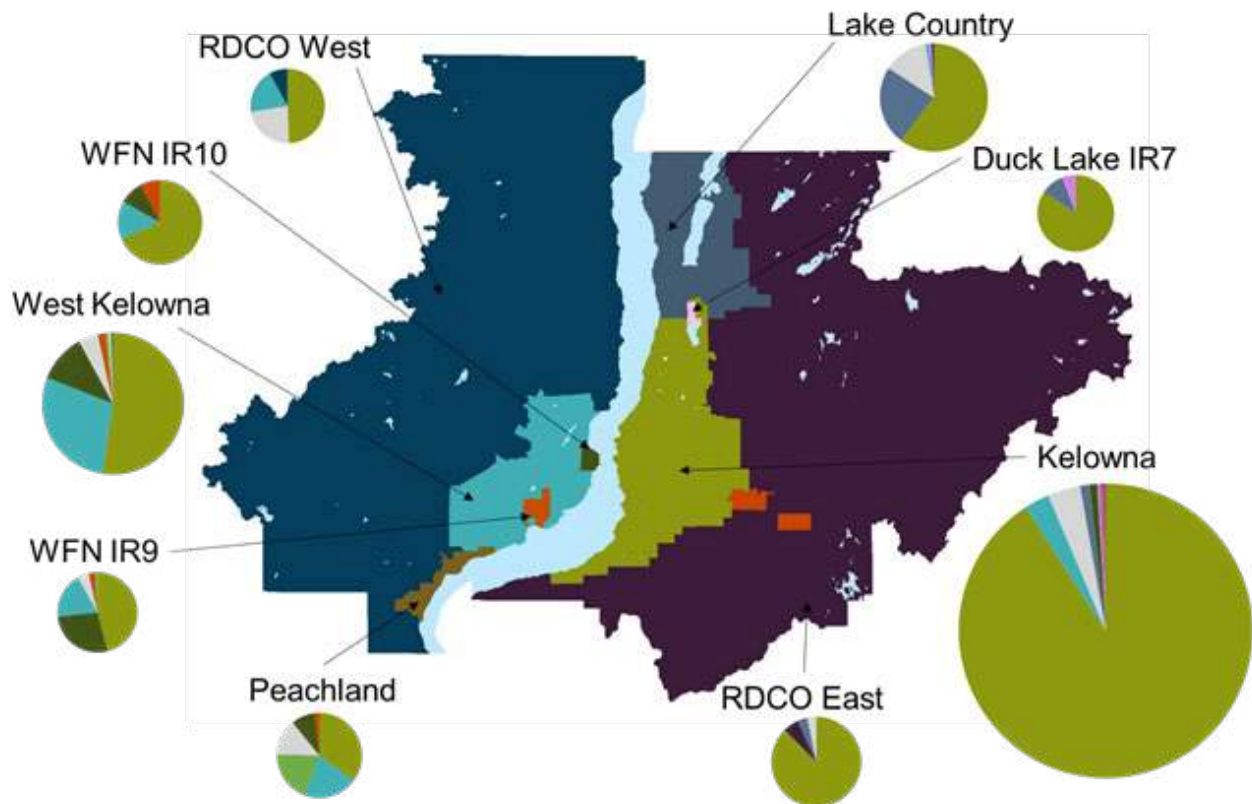 Lake Country
RDCO West
WFN IR10
Duck Lake IR7
West Kelowna
Kelowna
WFN IR9
Peachland
RDCO East